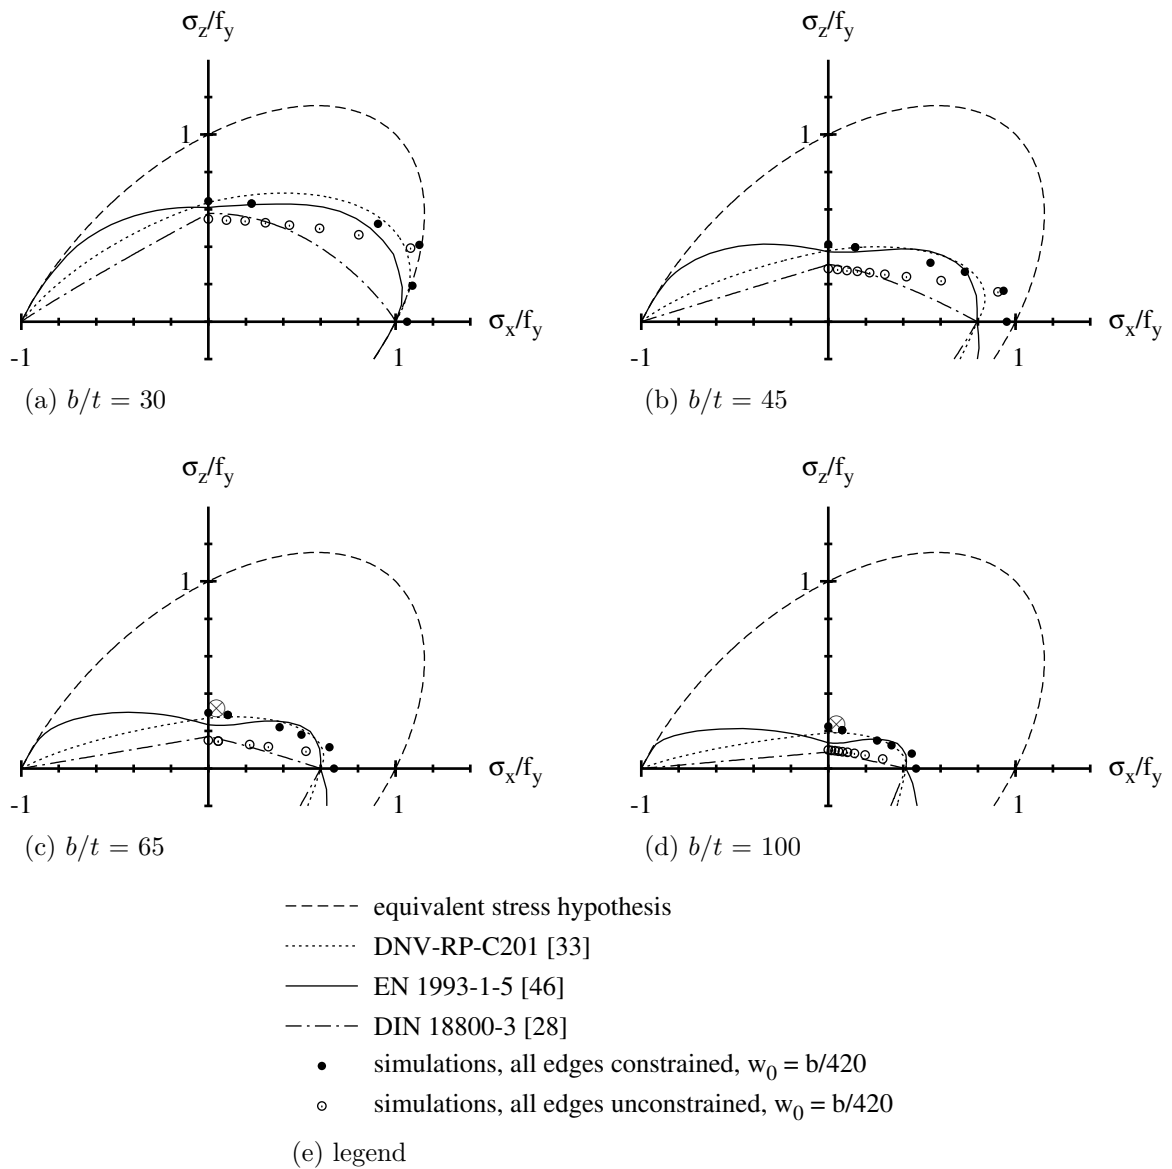 σz/fy
σz/fy
1
1
σx/fy
σx/fy
-1
1
-1
1
(a) b/t = 30
(b) b/t = 45
σz/fy
σz/fy
1
1
σx/fy
σx/fy
-1
1
-1
1
(c) b/t = 65
(d) b/t = 100
equivalent stress hypothesis
DNV-RP-C201 [33]
EN 1993-1-5 [46]
DIN 18800-3 [28]
simulations, all edges constrained, w0 = b/420
simulations, all edges unconstrained, w0 = b/420
(e) legend